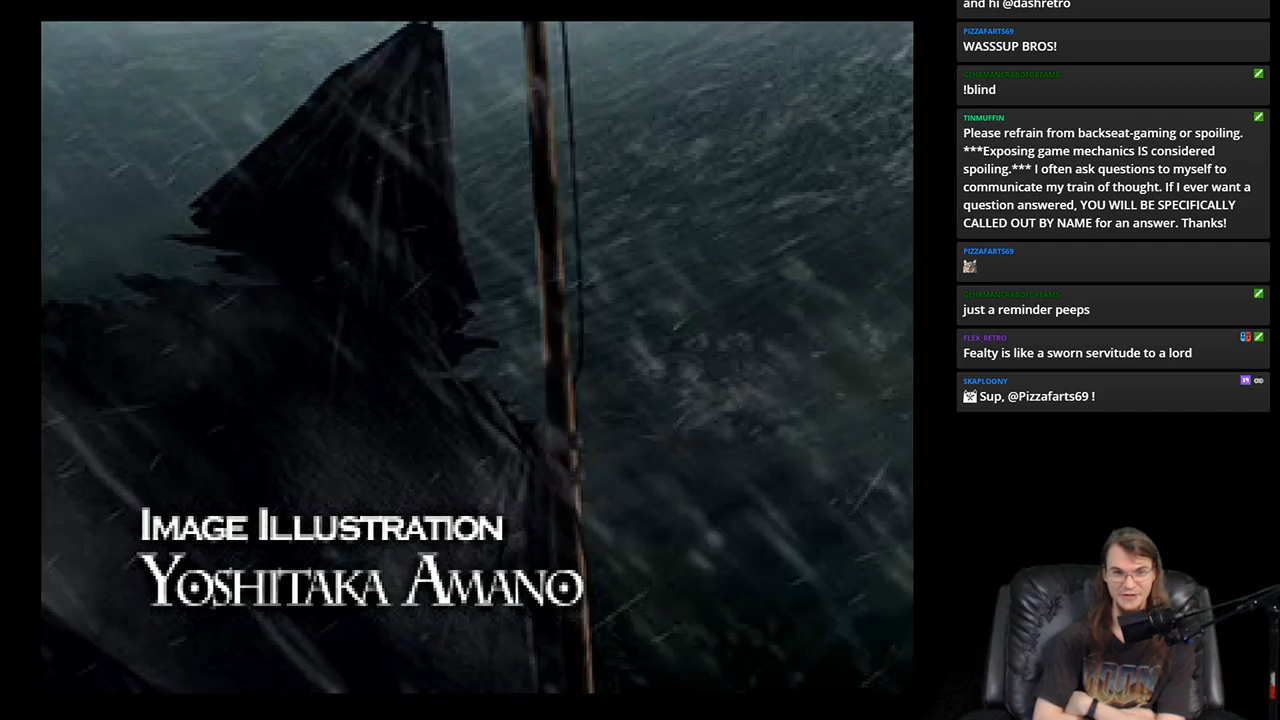 and hi @dashretro
PIZZAFARTS69
WASSSUP BROS!
GEHRMANCRABOFDREAMS
!blind
TINMUFFIN
Please refrain from backseat-gaming or spoiling.
***Exposing game mechanics IS considered
spoiling.*** I often ask questions to myself to
communicate my train of thought. If I ever want a
question answered, YOU WILL BE SPECIFICALLY
CALLED OUT BY NAME for an answer. Thanks!
PIZZAFARTS69
GEHRMANCRABOFDREAMS
just a reminder peeps
FLEX_RETRO
Fealty is like a sworn servitude to a lord
SKAPLOONY
Sup, @Pizzafarts69 !
IMAGE ILLUSTRATION
YOSHITAKA AMANO